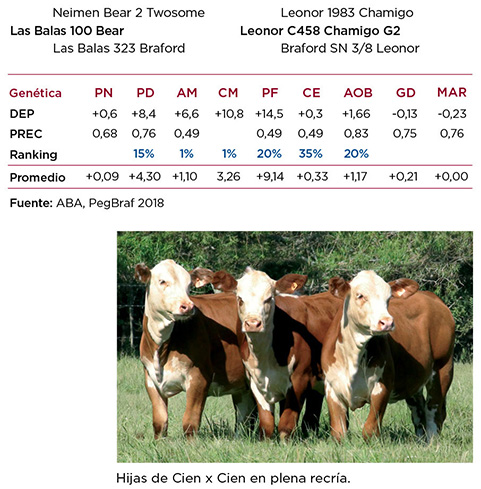 Neimen Bear 2 Twosome Leonor 1983 Chamigo
Las Balas 100 Bear Leonor C458 Chamigo G2
Las Balas 323 Braford Braford SN 3/8 Leonor
Genética PN PD AM CM PF CE AOB GD MAR
DEP +0,6 +8,4 +6,6 +10,8 +14,5 +0,3 +1,66 -0,13 -0,23
PREC 0,68 0,76 0,49 0,49 0,49 0,83 0,75 0,76
Ranking 15% 1% 1% 20% 35% 20%
Promedio +0,09 +4,30 +1,10 3,26 +9,14 +0,33 +1,17 +0,21 +0,00
Fuente: ABA, PegBraf 2018
Hijas de Cien x Cien en plena recría.